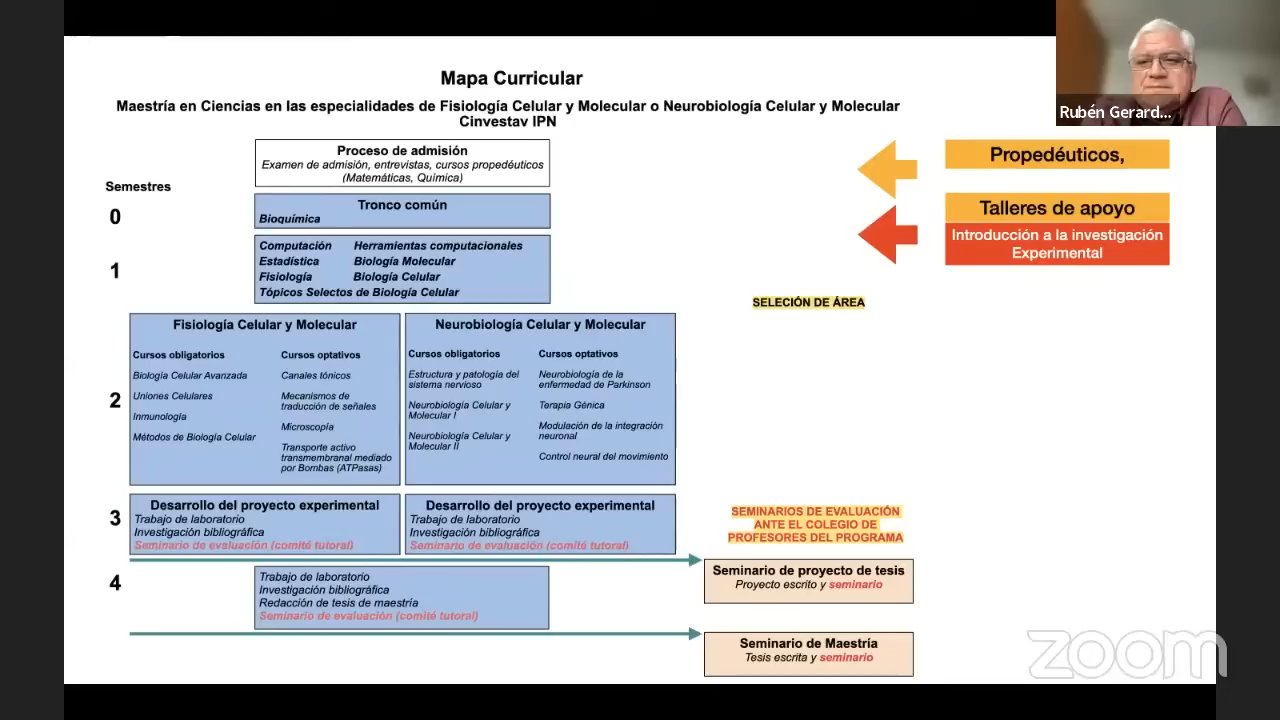 Mapa Curricular
Maestría en Ciencias en las especialidades de Fisiología Celular y Molecular o Neurobiología Celular y Molecular
Cinvestav IPN
Rubén Gerard...
Proceso de admisión
Examen de admisión, entrevistas, cursos propedéuticos
(Matemáticas, Química)
Propedéuticos,
Semestres
0
Tronco común
Bioquímica
Talleres de apoyo
Introducción a la investigación
Experimental
1
Computación Herramientas computacionales
Estadística Biología Molecular
Fisiología Biología Celular
Tópicos Selectos de Biología Celular
SELECIÓN DE ÁREA
2
Fisiología Celular y Molecular
Cursos obligatorios
Biología Celular Avanzada
Uniones Celulares
Inmunología
Métodos de Biología Celular
Cursos optativos
Canales Iónicos
Mecanismos de
traducción de señales
Microscopía
Transporte activo
transmembranal mediado
por Bombas (ATPasas)
Neurobiología Celular y Molecular
Cursos obligatorios
Estructura y patología del
sistema nervioso
Neurobiología Celular y
Molecular I
Neurobiología Celular y
Molecular II
Cursos optativos
Neurobiología de la
enfermedad de Parkinson
Terapia Génica
Modulación de la integración
neuronal
Control neural del movimiento
3
Desarrollo del proyecto experimental
Trabajo de laboratorio
Investigación bibliográfica
Seminario de evaluación (comité tutoral)
Desarrollo del proyecto experimental
Trabajo de laboratorio
Investigación bibliográfica
Seminario de evaluación (comité tutoral)
SEMINARIOS DE EVALUACIÓN
ANTE EL COLEGIO DE
PROFESORES DEL PROGRAMA
Seminario de proyecto de tesis
Proyecto escrito y seminario
4
Trabajo de laboratorio
Investigación bibliográfica
Redacción de tesis de maestría
Seminario de evaluación (comité tutoral)
Seminario de Maestría
Tesis escrita y seminario
zoom